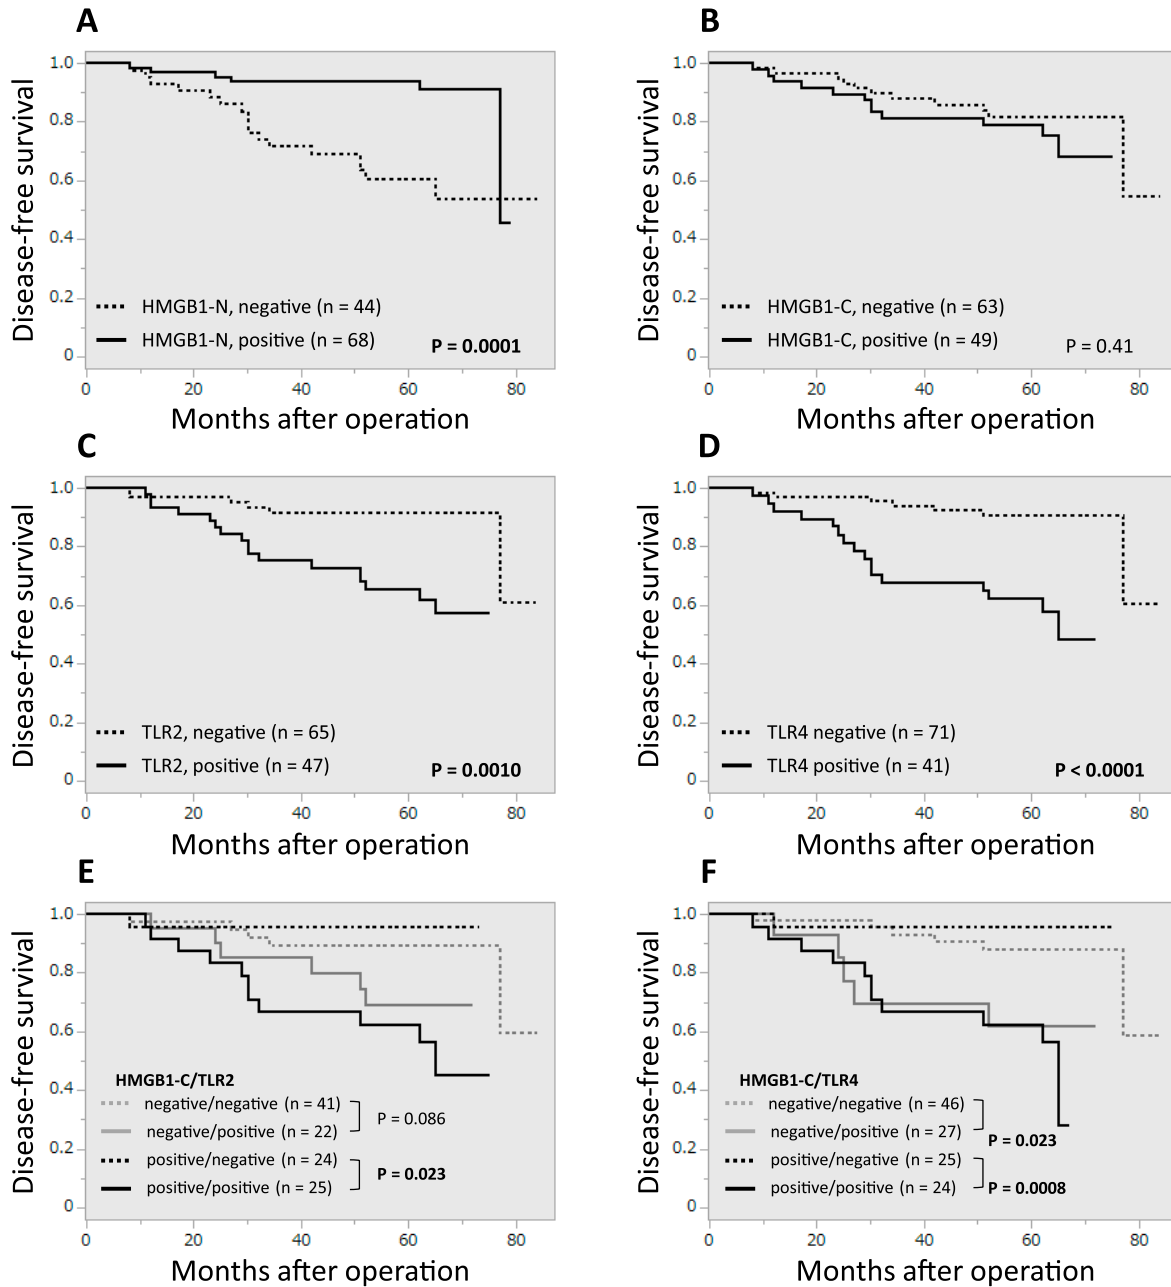 A
Disease-free survival
1.0
0.8
0.6
0.4
0.2
0
HMGB1-N, negative (n = 44)
HMGB1-N, positive (n = 68)
P = 0.0001
0 20 40 60 80
Months after operation
B
Disease-free survival
1.0
0.8
0.6
0.4
0.2
0
HMGB1-C, negative (n = 63)
HMGB1-C, positive (n = 49)
P = 0.41
0 20 40 60 80
Months after operation
C
Disease-free survival
1.0
0.8
0.6
0.4
0.2
0
TLR2, negative (n = 65)
TLR2, positive (n = 47)
P = 0.0010
0 20 40 60 80
Months after operation
D
Disease-free survival
1.0
0.8
0.6
0.4
0.2
0
TLR4 negative (n = 71)
TLR4 positive (n = 41)
P < 0.0001
0 20 40 60 80
Months after operation
E
Disease-free survival
1.0
0.8
0.6
0.4
0.2
0
HMGB1-C/TLR2
negative/negative (n = 41)
P = 0.086
negative/positive (n = 22)
positive/negative (n = 24)
P = 0.023
positive/positive (n = 25)
0 20 40 60 80
Months after operation
F
Disease-free survival
1.0
0.8
0.6
0.4
0.2
0
HMGB1-C/TLR4
negative/negative (n = 46)
negative/positive (n = 27)
P = 0.023
positive/negative (n = 25)
positive/positive (n = 24)
P = 0.0008
0 20 40 60 80
Months after operation